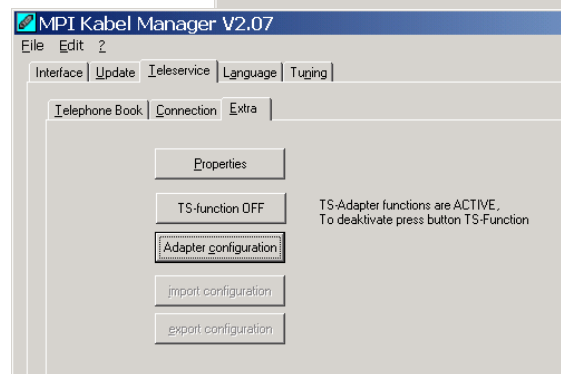 MPI Kabel Manager V2.07
File Edit ?
Interface Update Teleservice Language Tuning
Telephone Book Connection Extra
Properties
TS-function OFF
TS-Adapter functions are ACTIVE,
To deaktivate press button TS-Function
Adapter configuration
import configuration
export configuration